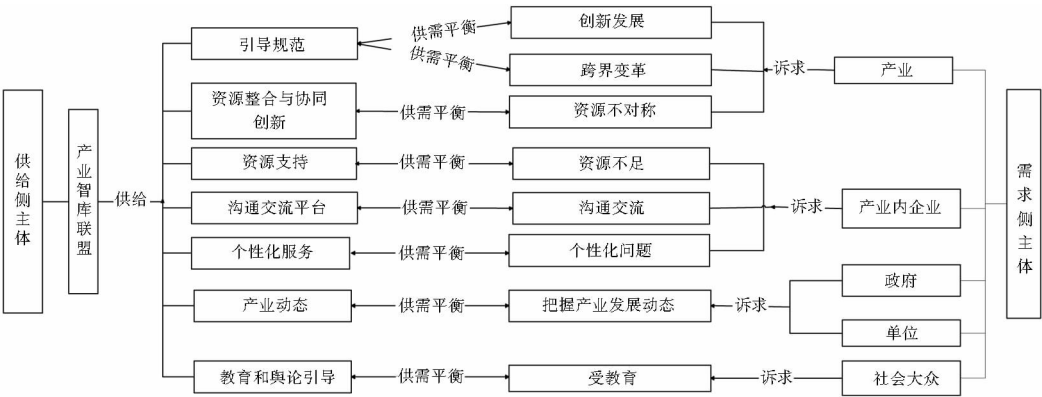 供给侧主体
产业智库联盟
供给
引导规范
供需平衡
创新发展
供需平衡
跨界变革
诉求
产业
资源整合与协同
创新
供需平衡
资源不对称
资源支持
供需平衡
资源不足
沟通交流平台
供需平衡
沟通交流
诉求
产业内企业
个性化服务
供需平衡
个性化问题
产业动态
供需平衡
把握产业发展动态
诉求
政府
单位
教育和舆论引导
供需平衡
受教育
诉求
社会大众
需求侧主体